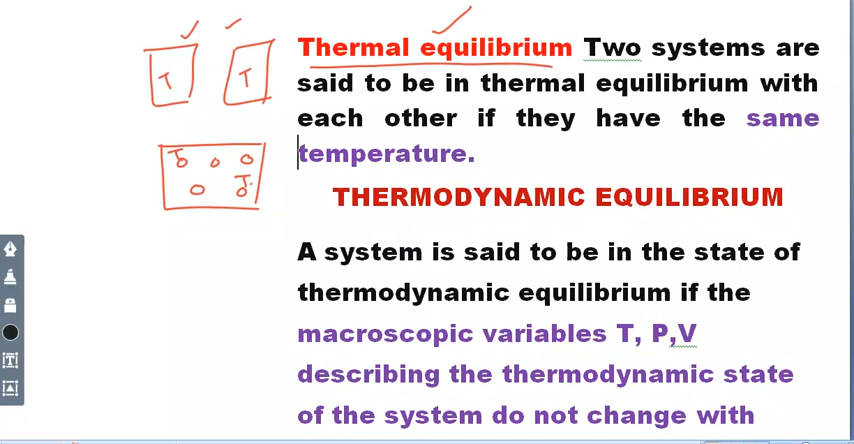 T T
Thermal equilibrium Two systems are
said to be in thermal equilibrium with
each other if they have the same
temperature.
T
T
THERMODYNAMIC EQUILIBRIUM
A system is said to be in the state of
thermodynamic equilibrium if the
macroscopic variables T, P,V
describing the thermodynamic state
of the system do not change with